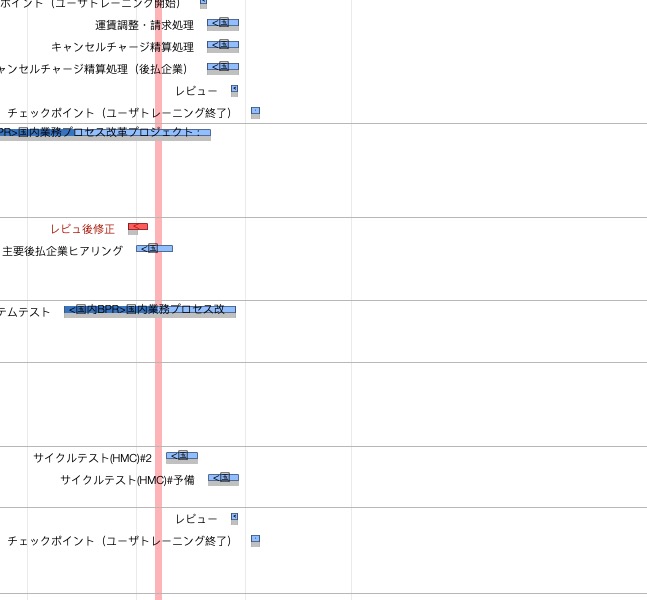 ポイント（ユーザトレーニング開始）
運賃調整・請求処理 <国
キャンセルチャージ精算処理 <国
ャンセルチャージ精算処理（後払企業） <国
レビュー
チェックポイント（ユーザトレーニング終了）
PR>国内業務プロセス改革プロジェクト：
レビュ後修正 <
主要後払企業ヒアリング <国
テムテスト <国内BPR>国内業務プロセス改
サイクルテスト(HMC)#2 <国
サイクルテスト(HMC)#予備 <国
レビュー
チェックポイント（ユーザトレーニング終了）